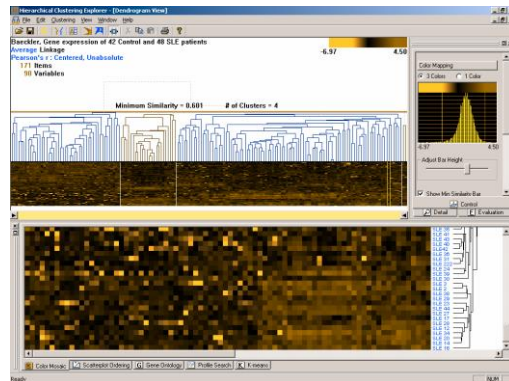 Hierarchical Clustering Explorer - [Dendrogram View]
File Edit Clustering View Window Help
Baeckler, Gene expression of 42 Control and 48 SLE patients
Average Linkage
Pearson's r : Centered, Unabsolute
171 Items
90 Variables
-6.97 4.50
Minimum Similarity = 0.601 # of Clusters = 4
Color Mapping
3 Colors 1 Color
-6.97 4.50
Adjust Bar Height
Show Min Similarity Bar
Control
Detail Evaluation
Color Mosaic Scatterplot Ordering Gene Ontology Profile Search K-means
Ready NUM